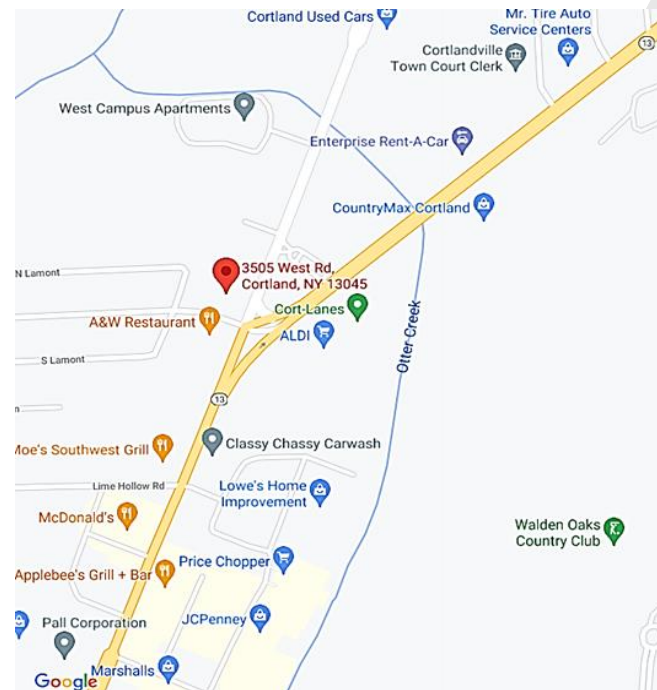 Cortland Used Cars
Mr. Tire Auto
Service Centers
13
Cortlandville
Town Court Clerk
West Campus Apartments
Enterprise Rent-A-Car
CountryMax Cortland
3505 West Rd,
Cortland, NY 13045
N Lamont
Cort-Lanes
A&W Restaurant
ALDI
S Lamont
Otter Creek
13
Classy Chassy Carwash
Moe's Southwest Grill
Lime Hollow Rd
Lowe's Home
Improvement
McDonald's
Walden Oaks
Country Club
Price Chopper
Applebee's Grill + Bar
JCPenney
Pall Corporation
Marshalls
Google